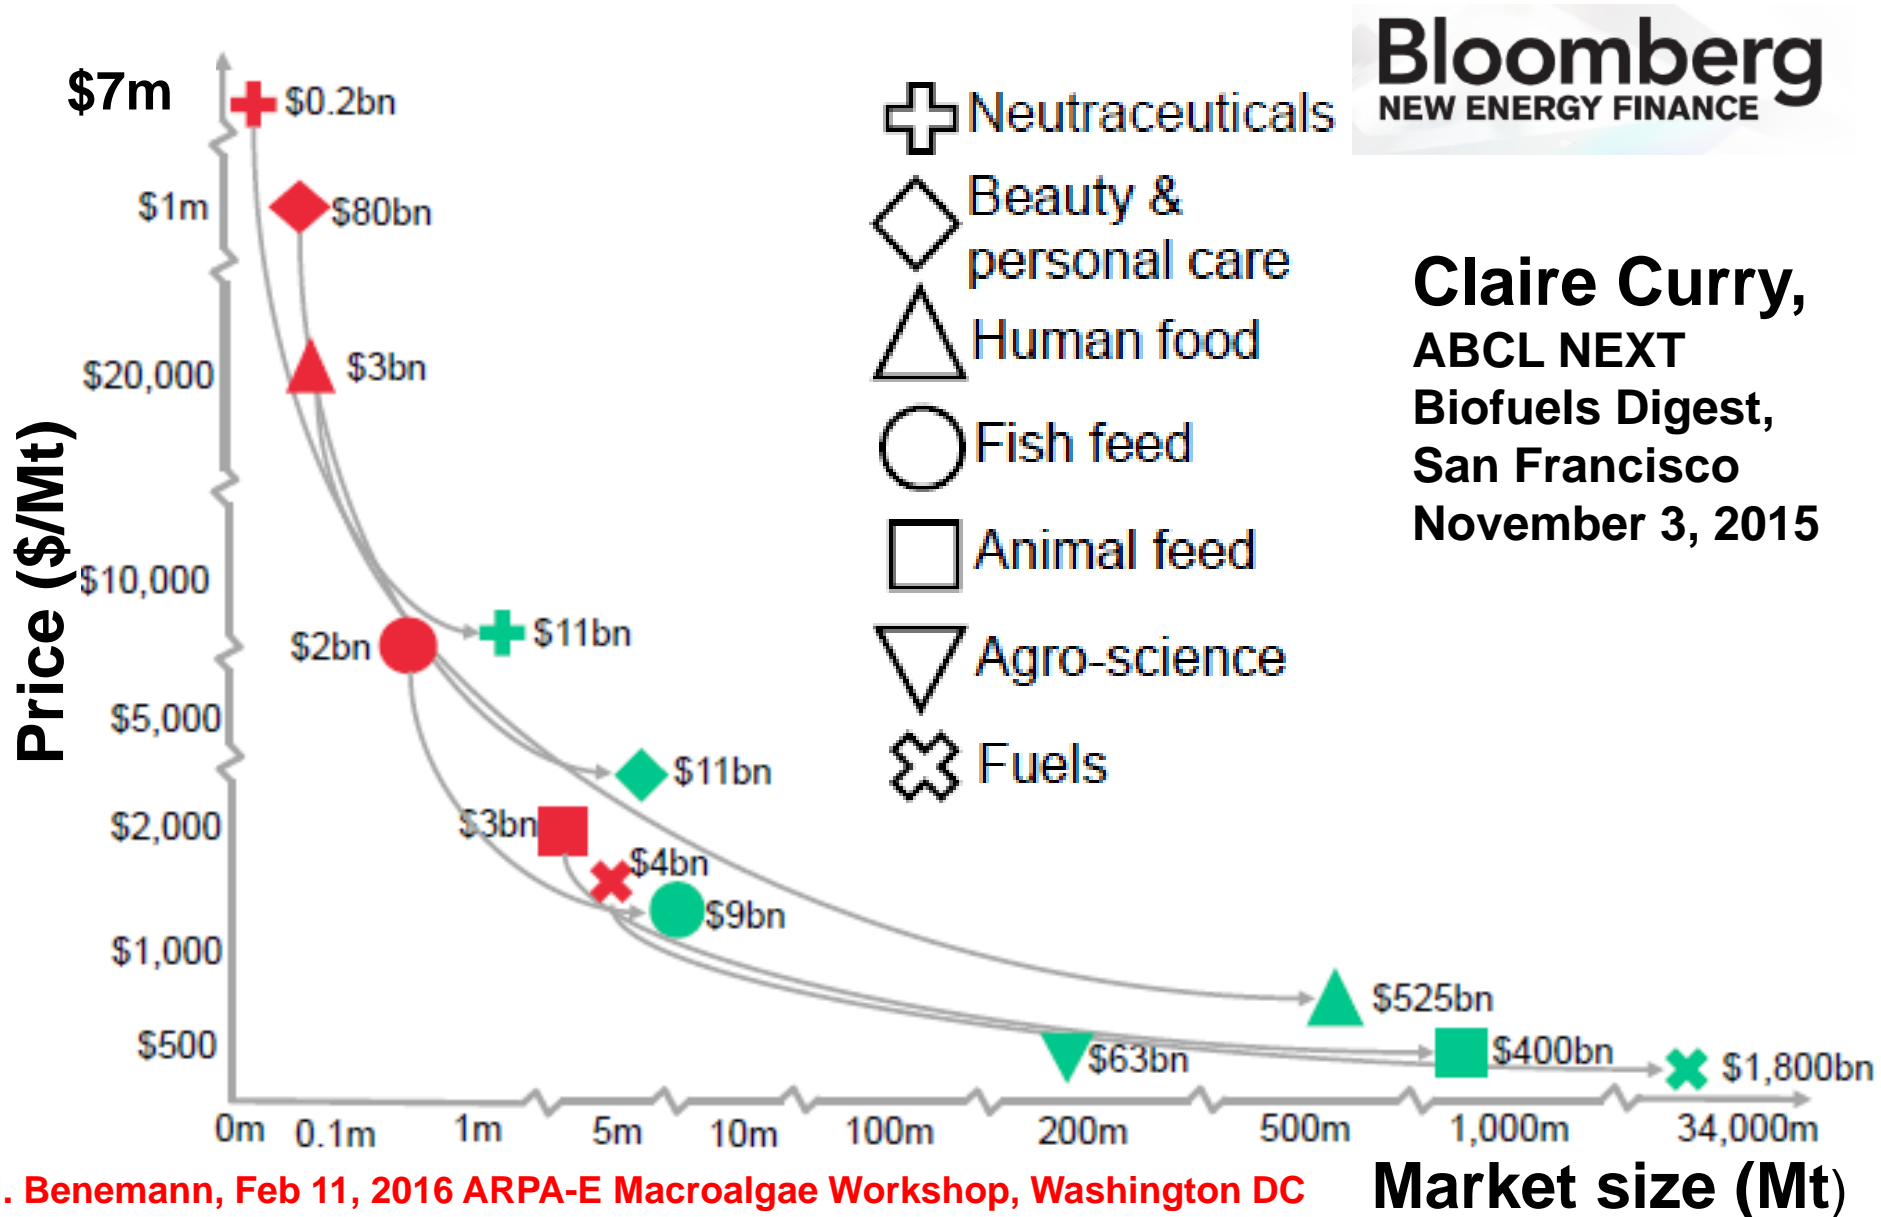 Bloomberg
NEW ENERGY FINANCE
$7m
$0.2bn
Neutraceuticals
$1m
$80bn
Beauty &
personal care
Claire Curry,
ABCL NEXT
Biofuels Digest,
San Francisco
November 3, 2015
Human food
$20,000
$3bn
Fish feed
Price ($/Mt)
Animal feed
$10,000
$2bn
$11bn
Agro-science
$5,000
$11bn
Fuels
$2,000
$3bn
$4bn
$9bn
$1,000
$525bn
$500
$63bn
$400bn
$1,800bn
0m 0.1m 1m 5m 10m 100m 200m 500m 1,000m 34,000m
. Benemann, Feb 11, 2016 ARPA-E Macroalgae Workshop, Washington DC
Market size (Mt)